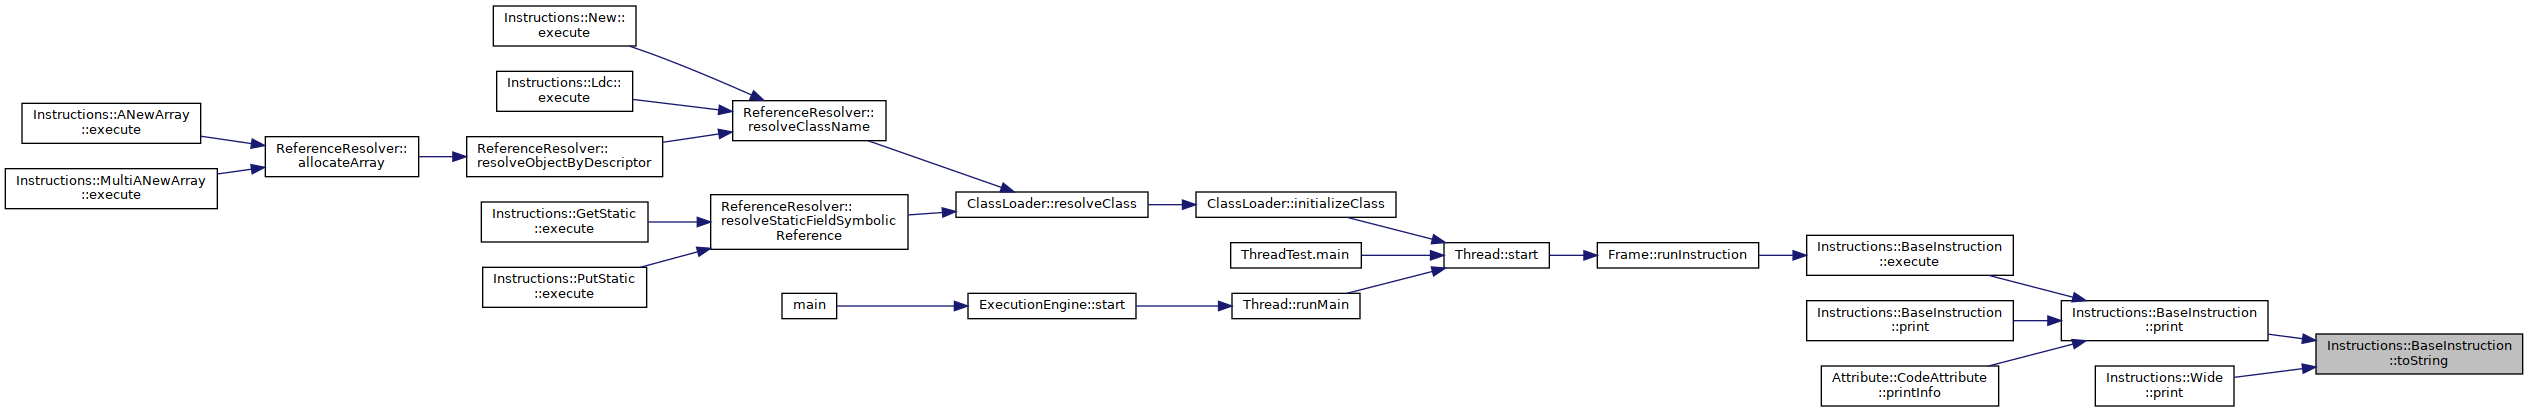 Instructions::New::
execute
Instructions::Ldc::
execute
Instructions::ANewArray
::execute
ReferenceResolver::
resolveClassName
ReferenceResolver::
allocateArray
ReferenceResolver::
resolveObjectByDescriptor
Instructions::MultiANewArray
::execute
Instructions::GetStatic
::execute
ReferenceResolver::
resolveStaticFieldSymbolic
Reference
ClassLoader::resolveClass
ClassLoader::initializeClass
Instructions::PutStatic
::execute
ThreadTest.main
Thread::start
Frame::runInstruction
Instructions::BaseInstruction
::execute
main
ExecutionEngine::start
Thread::runMain
Instructions::BaseInstruction
::print
Instructions::BaseInstruction
::print
Instructions::BaseInstruction
::toString
Attribute::CodeAttribute
::printInfo
Instructions::Wide
::print